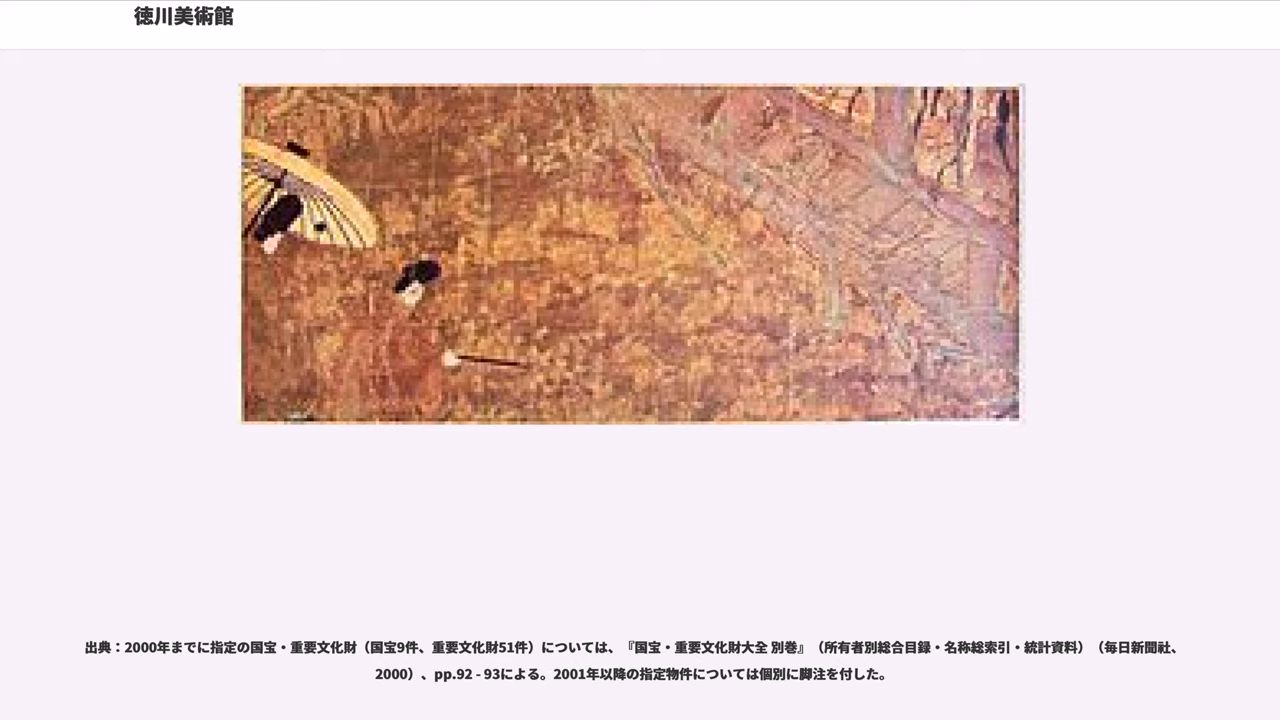 徳川美術館
出典：2000年までに指定の国宝・重要文化財（国宝9件、重要文化財51件）については、『国宝・重要文化財大全 別巻』（所有者別総合目録・名称総索引・統計資料）（毎日新聞社、
2000）、pp.92 - 93による。2001年以降の指定物件については個別に脚注を付した。